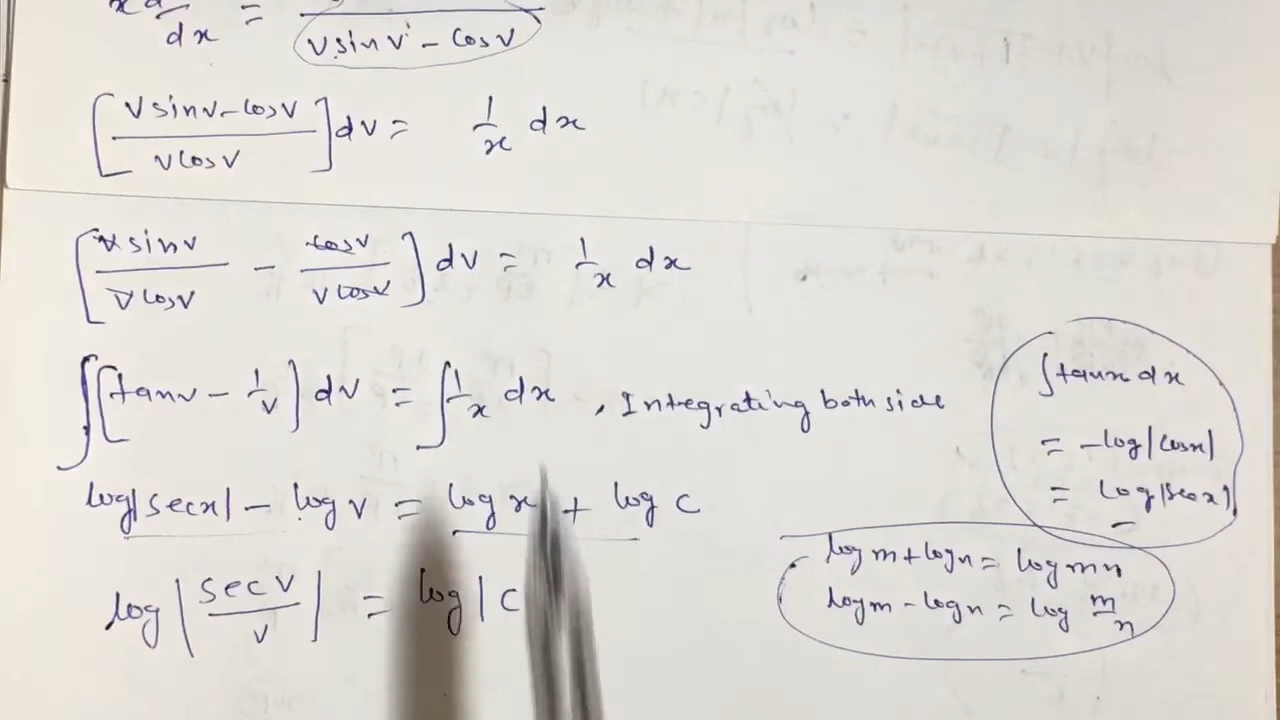 dx =
v sin v - cos v
[ (v sin v - cos v) / (v cos v) ] dv = 1/x dx
[ (v sin v) / (v cos v) - (cos v) / (v cos v) ] dv = 1/x dx
∫ [ tan v - 1/v ] dv = ∫ 1/x dx , Integrating both side
log |sec x| - log v = log x + log c
log | sec v / v | = log | c
∫ tan x dx
= -log |cos x|
= log |sec x|
log m + log n = log mn
log m - log n = log m/n